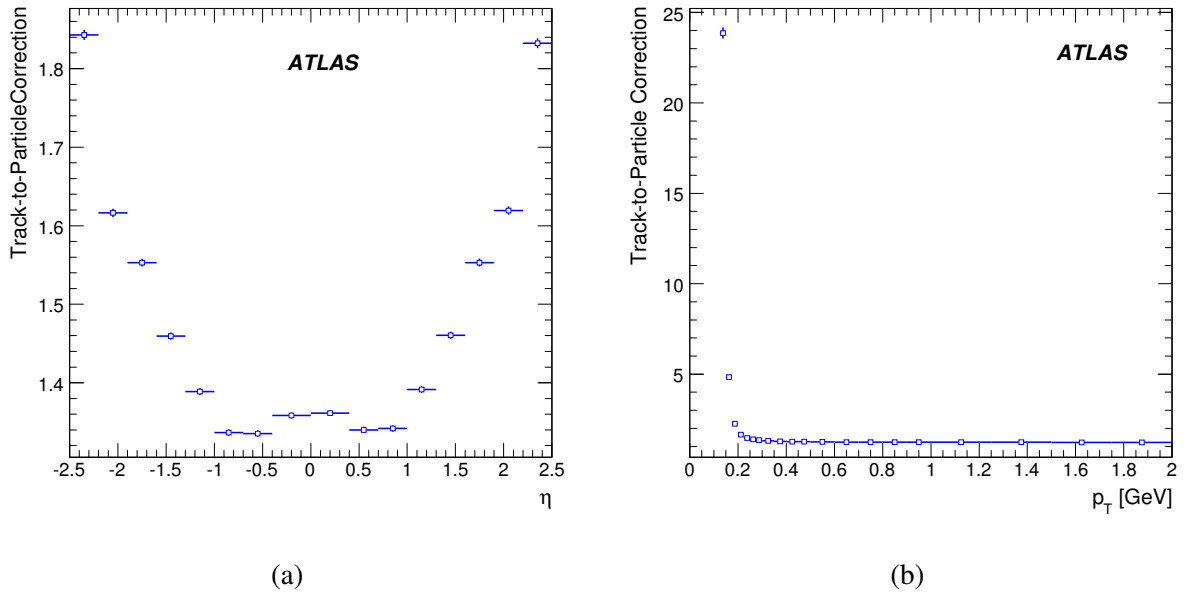 Track-to-ParticleCorrection
ATLAS
1.8
1.7
1.6
1.5
1.4
-2.5 -2 -1.5 -1 -0.5 0 0.5 1 1.5 2 2.5
η
(a)
Track-to-Particle Correction
ATLAS
25
20
15
10
5
0 0.2 0.4 0.6 0.8 1 1.2 1.4 1.6 1.8 2
p_T [GeV]
(b)